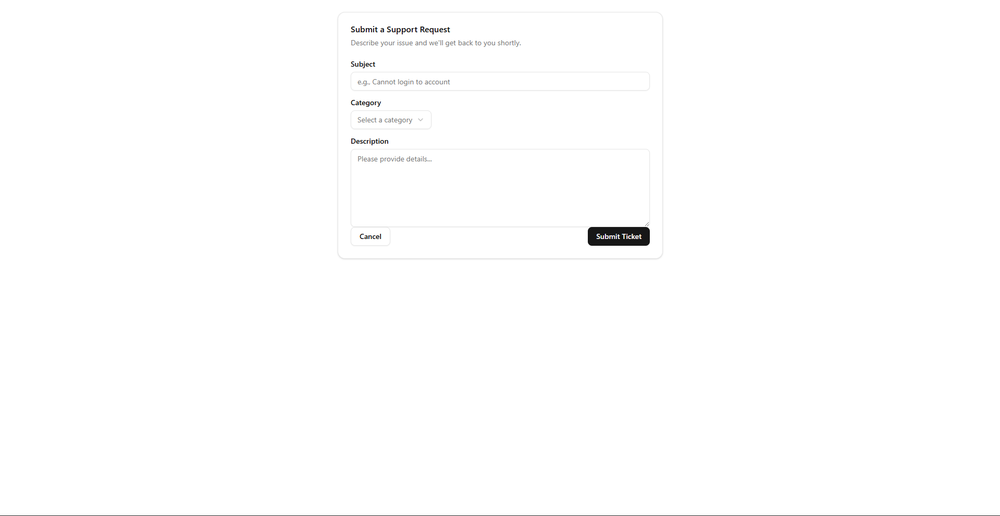 Submit a Support Request
Describe your issue and we'll get back to you shortly.
Subject
e.g., Cannot login to account
Category
Select a category
Description
Please provide details...
Cancel
Submit Ticket